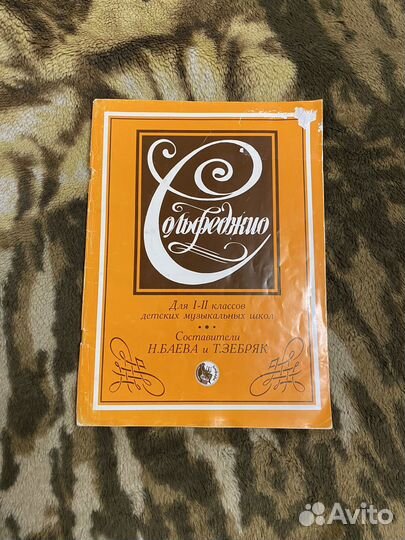 Сольфеджио
Для I-II классов
детских музыкальных школ
Составители
Н.БАЕВА и Т.ЗЕБРЯК
Avito